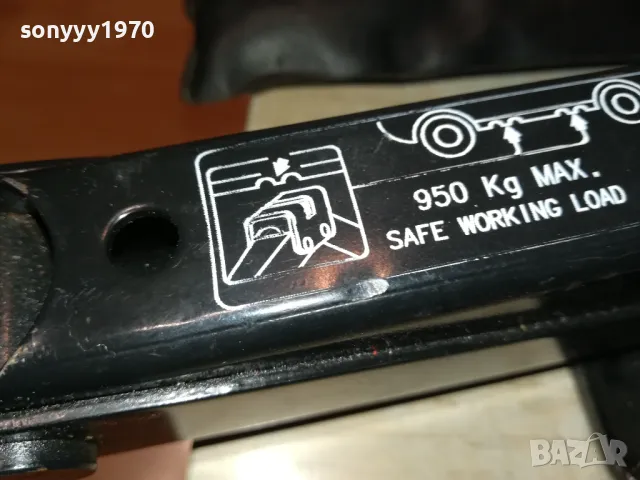 sonyyy1970
950 Kg MAX.
SAFE WORKING LOAD
BAZAR